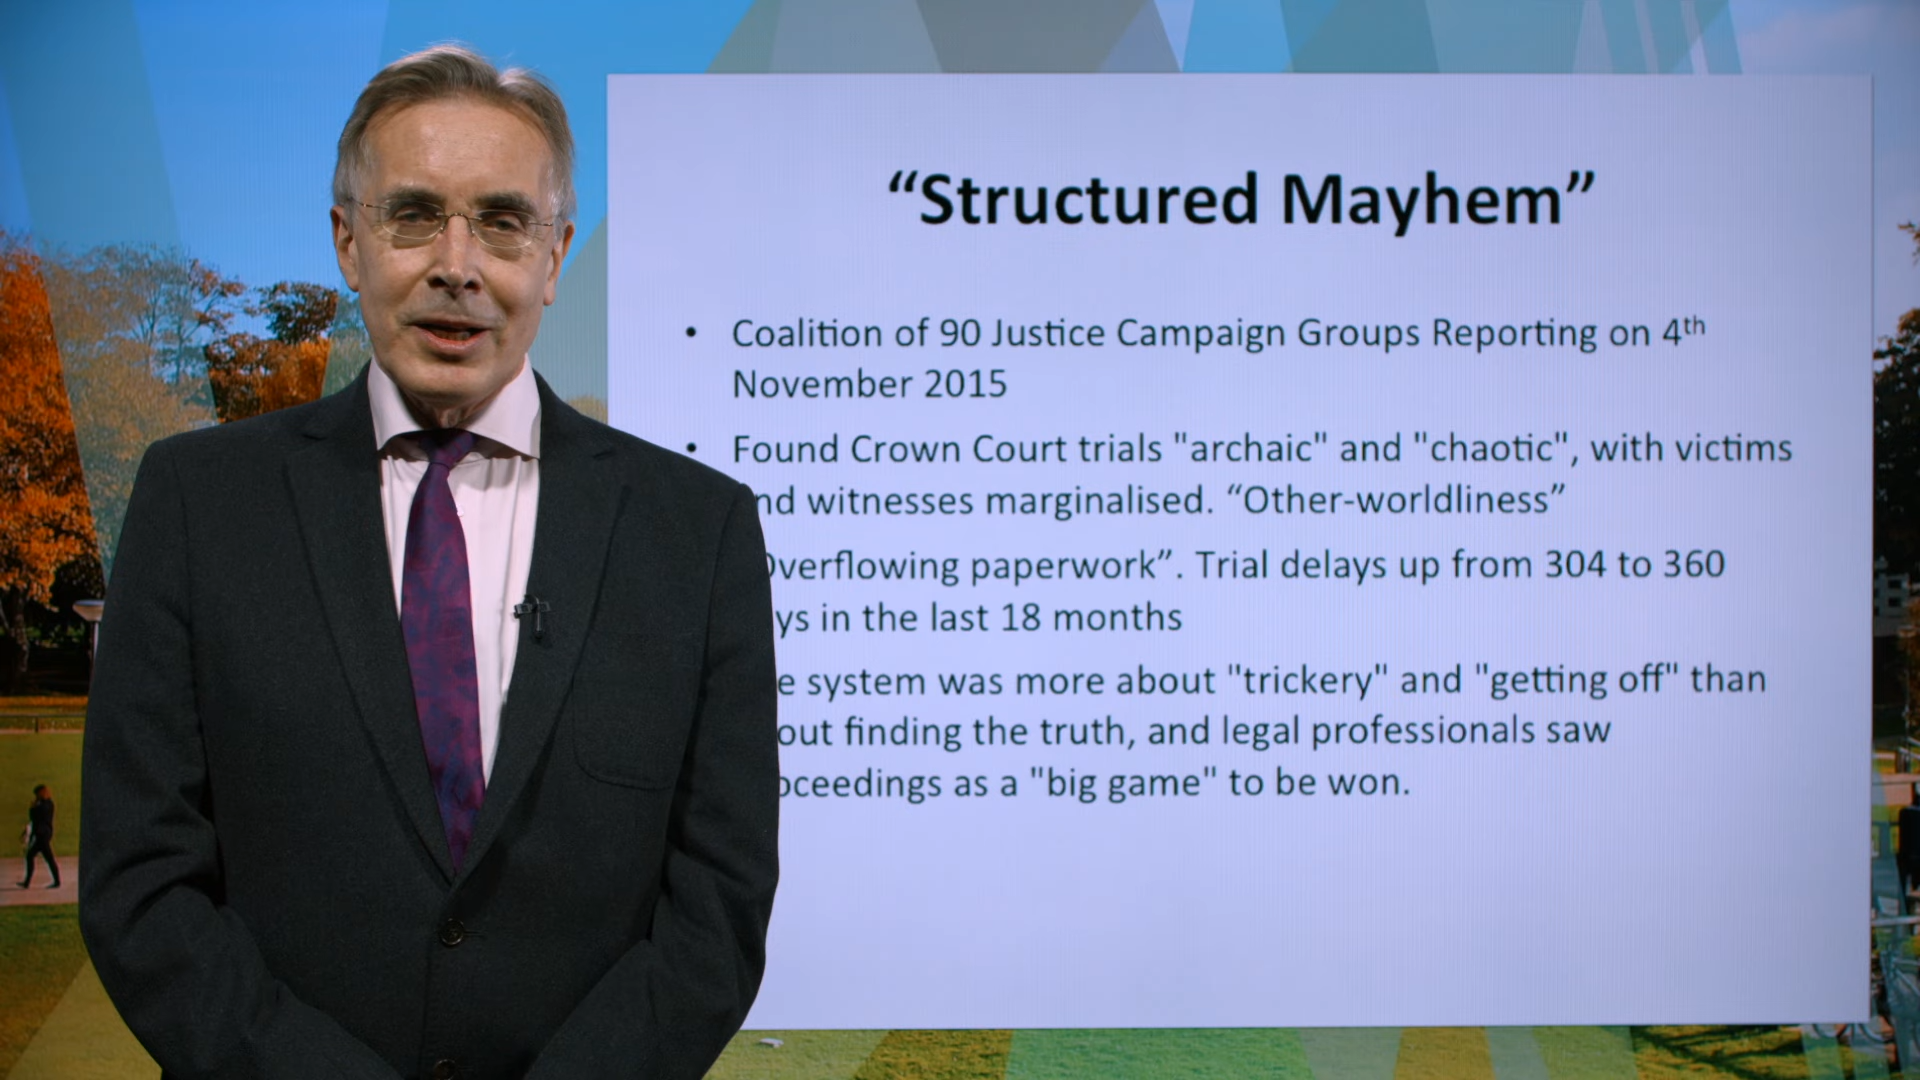 “Structured Mayhem”
• Coalition of 90 Justice Campaign Groups Reporting on 4th
November 2015
• Found Crown Court trials "archaic" and "chaotic", with victims
nd witnesses marginalised. “Other-worldliness”
verflowing paperwork”. Trial delays up from 304 to 360
ys in the last 18 months
e system was more about "trickery" and "getting off" than
out finding the truth, and legal professionals saw
ceedings as a "big game" to be won.